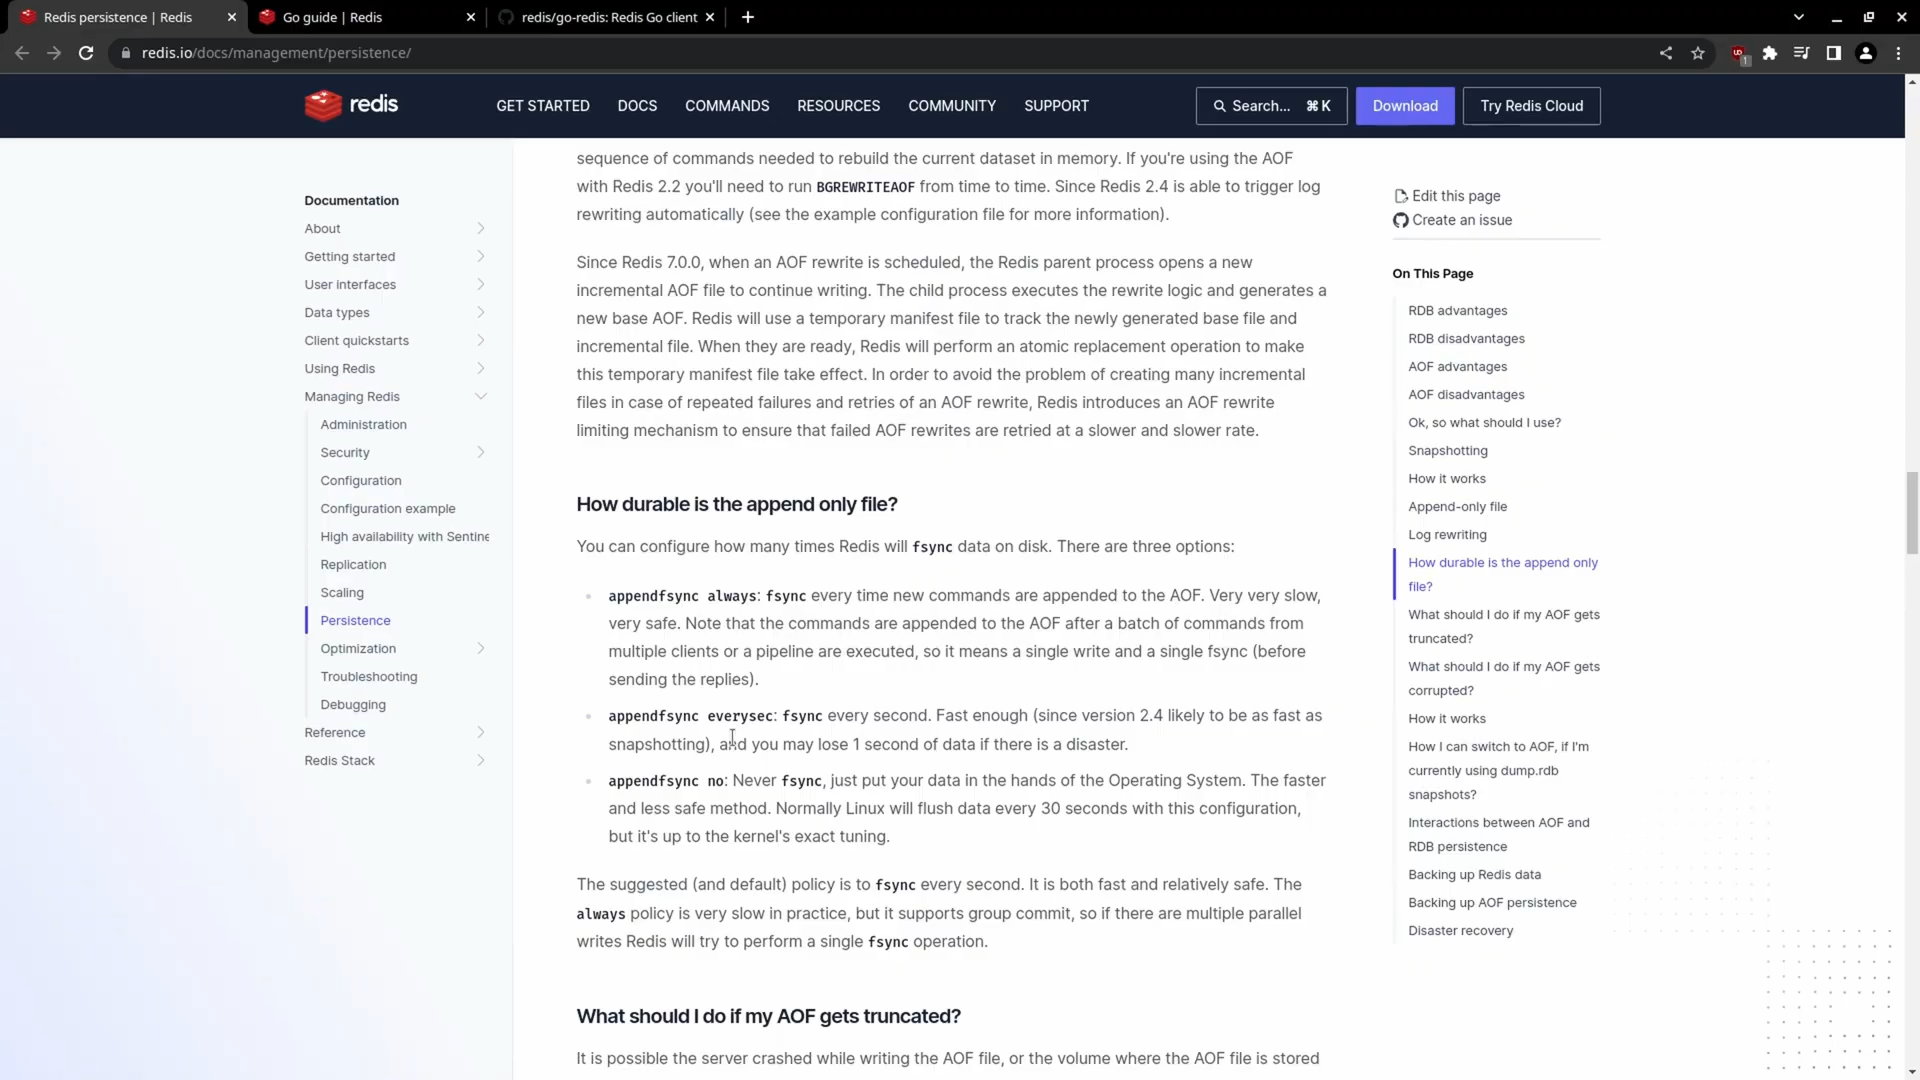 Redis persistence | Redis
Go guide | Redis
redis/go-redis: Redis Go client
redis.io/docs/management/persistence/
1
redis
GET STARTED
DOCS
COMMANDS
RESOURCES
COMMUNITY
SUPPORT
Search... ⌘ K
Download
Try Redis Cloud
Documentation
About
Getting started
User interfaces
Data types
Client quickstarts
Using Redis
Managing Redis
Administration
Security
Configuration
Configuration example
High availability with Sentine
Replication
Scaling
Persistence
Optimization
Troubleshooting
Debugging
Reference
Redis Stack
sequence of commands needed to rebuild the current dataset in memory. If you're using the AOF
with Redis 2.2 you'll need to run BGREWRITEAOF from time to time. Since Redis 2.4 is able to trigger log
rewriting automatically (see the example configuration file for more information).
Since Redis 7.0.0, when an AOF rewrite is scheduled, the Redis parent process opens a new
incremental AOF file to continue writing. The child process executes the rewrite logic and generates a
new base AOF. Redis will use a temporary manifest file to track the newly generated base file and
incremental file. When they are ready, Redis will perform an atomic replacement operation to make
this temporary manifest file take effect. In order to avoid the problem of creating many incremental
files in case of repeated failures and retries of an AOF rewrite, Redis introduces an AOF rewrite
limiting mechanism to ensure that failed AOF rewrites are retried at a slower and slower rate.
How durable is the append only file?
You can configure how many times Redis will fsync data on disk. There are three options:
appendfsync always: fsync every time new commands are appended to the AOF. Very very slow,
very safe. Note that the commands are appended to the AOF after a batch of commands from
multiple clients or a pipeline are executed, so it means a single write and a single fsync (before
sending the replies).
appendfsync everysec: fsync every second. Fast enough (since version 2.4 likely to be as fast as
snapshotting), and you may lose 1 second of data if there is a disaster.
appendfsync no: Never fsync, just put your data in the hands of the Operating System. The faster
and less safe method. Normally Linux will flush data every 30 seconds with this configuration,
but it's up to the kernel's exact tuning.
The suggested (and default) policy is to fsync every second. It is both fast and relatively safe. The
always policy is very slow in practice, but it supports group commit, so if there are multiple parallel
writes Redis will try to perform a single fsync operation.
What should I do if my AOF gets truncated?
It is possible the server crashed while writing the AOF file, or the volume where the AOF file is stored
Edit this page
Create an issue
On This Page
RDB advantages
RDB disadvantages
AOF advantages
AOF disadvantages
Ok, so what should I use?
Snapshotting
How it works
Append-only file
Log rewriting
How durable is the append only
file?
What should I do if my AOF gets
truncated?
What should I do if my AOF gets
corrupted?
How it works
How I can switch to AOF, if I'm
currently using dump.rdb
snapshots?
Interactions between AOF and
RDB persistence
Backing up Redis data
Backing up AOF persistence
Disaster recovery